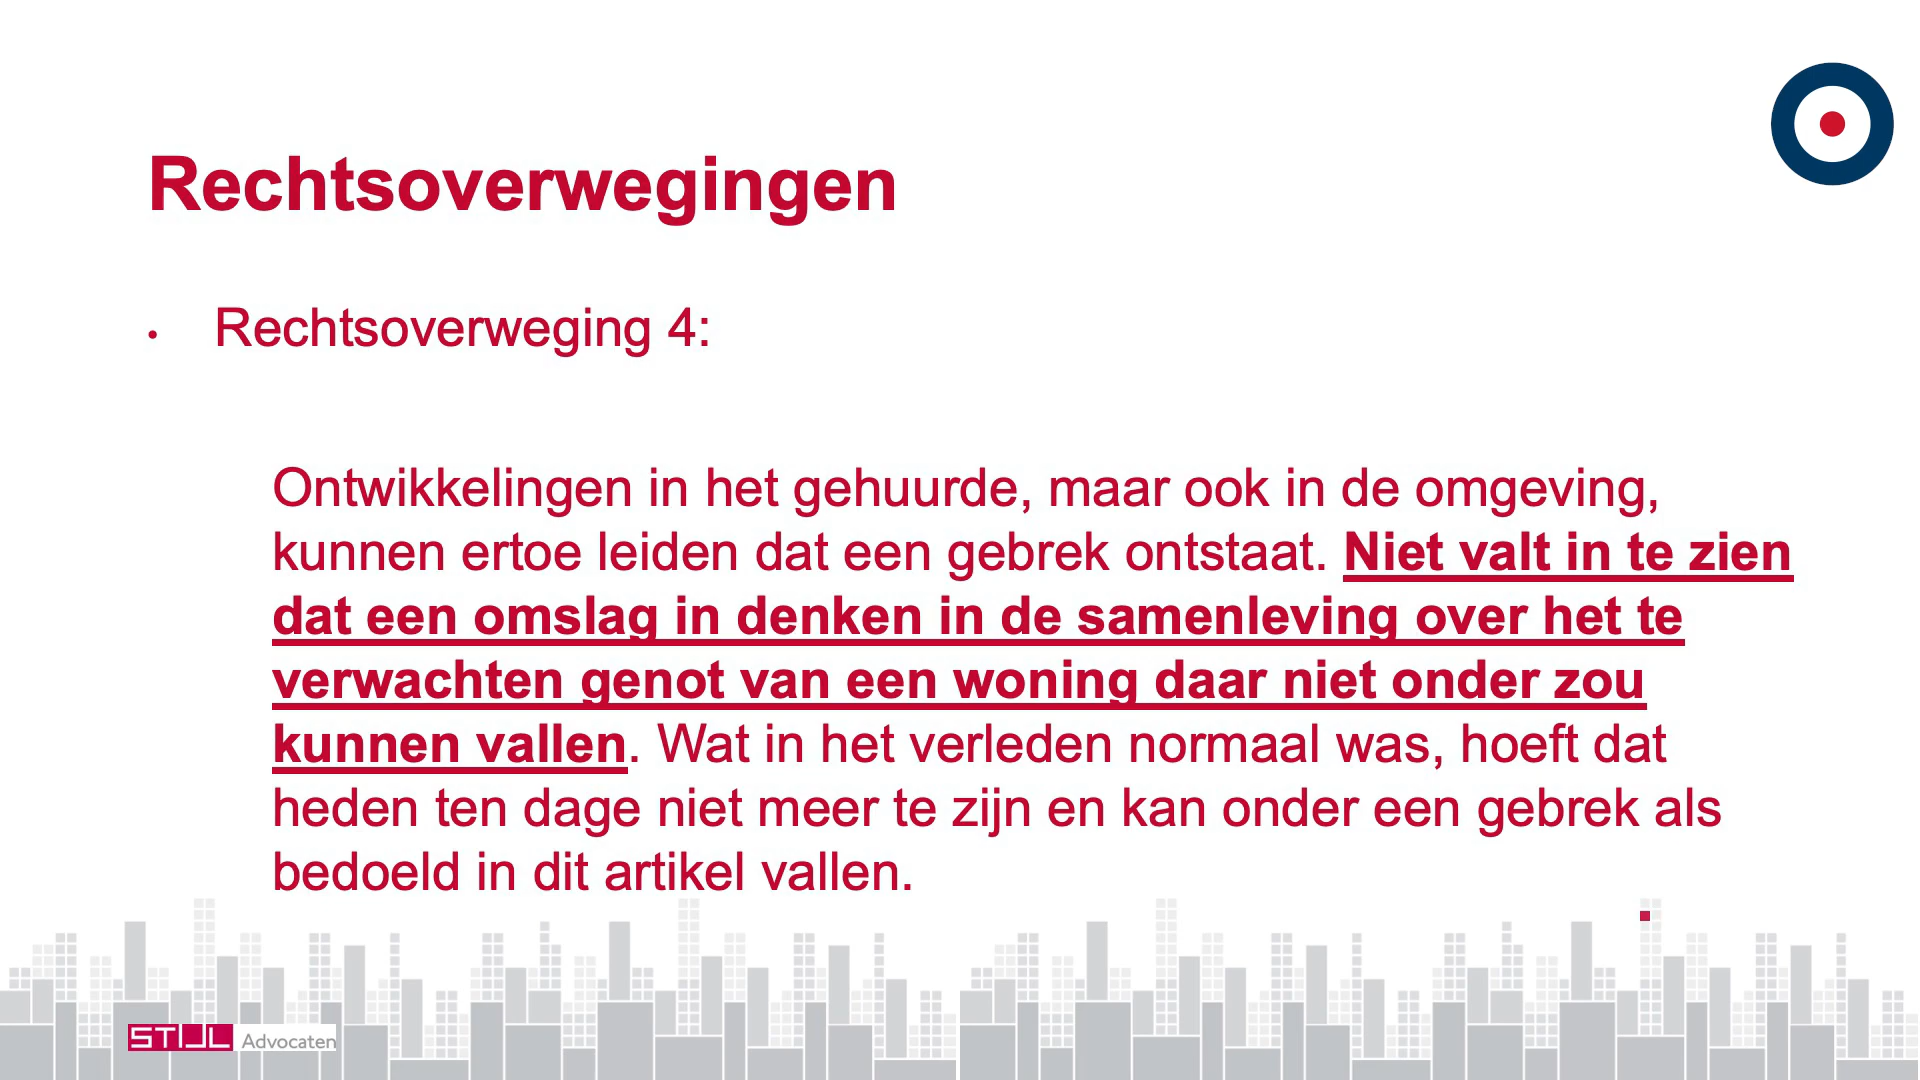 Rechtsoverwegingen
• Rechtsoverweging 4:
Ontwikkelingen in het gehuurde, maar ook in de omgeving,
kunnen ertoe leiden dat een gebrek ontstaat. Niet valt in te zien
dat een omslag in denken in de samenleving over het te
verwachten genot van een woning daar niet onder zou
kunnen vallen. Wat in het verleden normaal was, hoeft dat
heden ten dage niet meer te zijn en kan onder een gebrek als
bedoeld in dit artikel vallen.
STIJL Advocaten